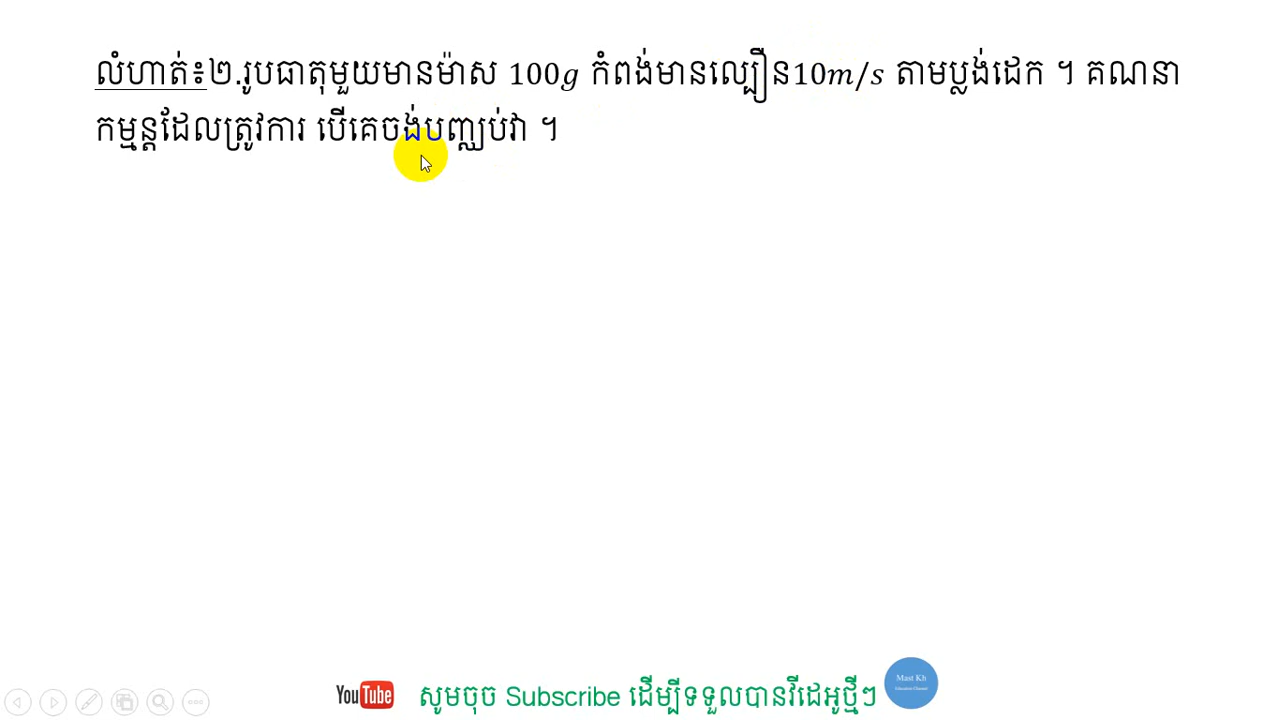 លំហាត់៖២.រូបធាតុមួយមានម៉ាស 100g កំពង់មានល្បឿន10m/s តាមប្លង់ដេក ។ គណនា
កម្មន្តដែលត្រូវការ បើគេចង់បញ្ឈប់វា ។
YouTube សូមចុច Subscribe ដើម្បីទទួលបានវីដេអូថ្មីៗ
Mast Kh
Education Channel